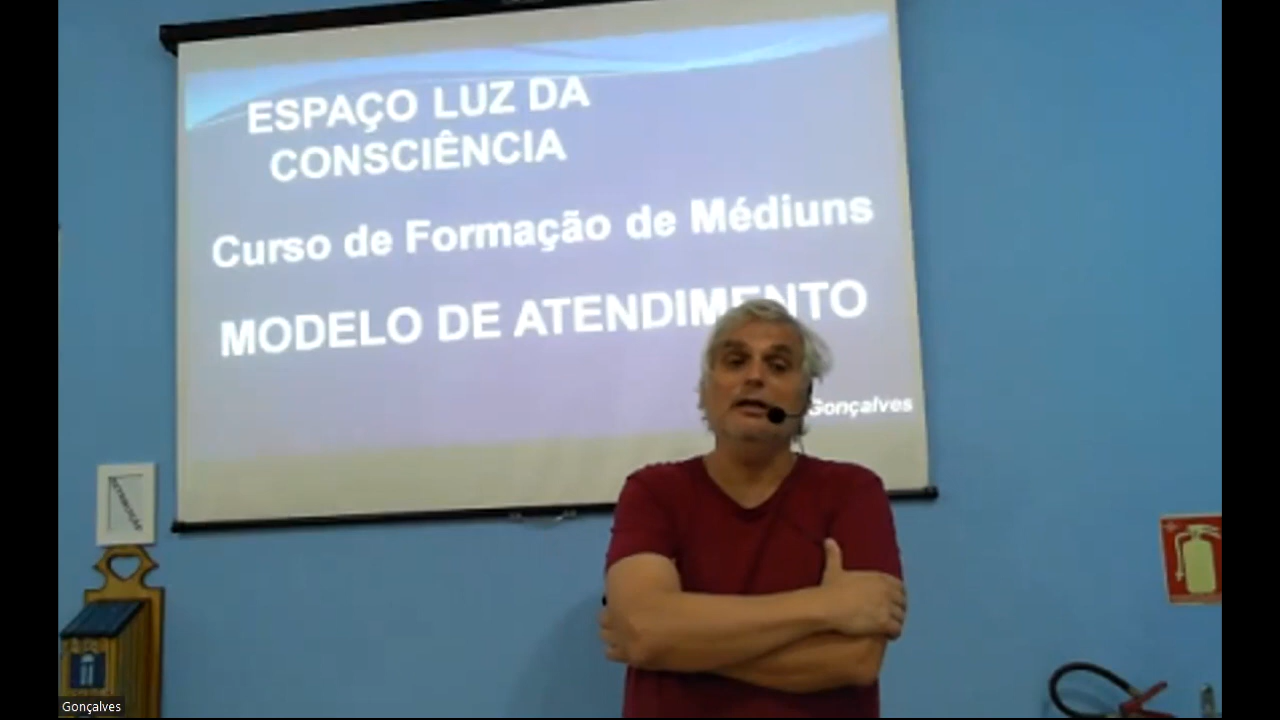 ESPAÇO LUZ DA
CONSCIÊNCIA
Curso de Formação de Médiuns
MODELO DE ATENDIMENTO
Gonçalves
Gonçalves